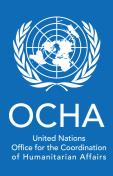 OCHA
United Nations
Office for the Coordination
of Humanitarian Affairs